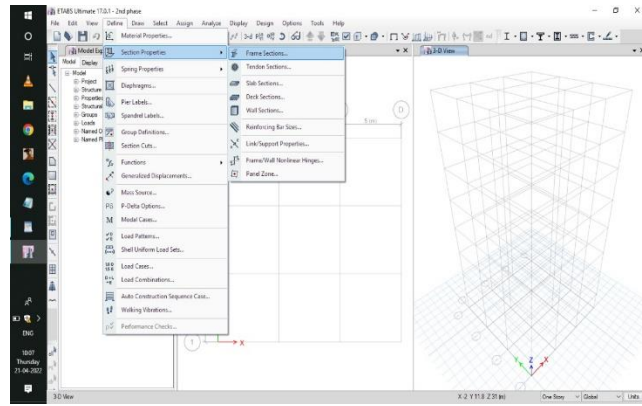 ETABS Ultimate 17.0.1 - 2nd phase
File Edit View Define Draw Select Assign Analyze Display Design Options Tools Help
Model Display
Model
Project
Structure
Properties
Structural
Groups
Loads
Named O
Named P
Material Properties...
Section Properties
Spring Properties
Diaphragms...
Pier Labels...
Spandrel Labels...
Group Definitions...
Section Cuts...
Functions
Generalized Displacements...
Mass Source...
P-Delta Options...
Modal Cases...
Load Patterns...
Shell Uniform Load Sets...
Load Cases...
Load Combinations...
Auto Construction Sequence Case...
Walking Vibrations...
Performance Checks...
Frame Sections...
Tendon Sections...
Slab Sections...
Deck Sections...
Wall Sections...
Reinforcing Bar Sizes...
Link/Support Properties...
Frame/Wall Nonlinear Hinges...
Panel Zone...
3-D View
D
1
X
Y Z X
ENG
10:07
Thursday
21-04-2022
3-D View
One Story
Global
Units...